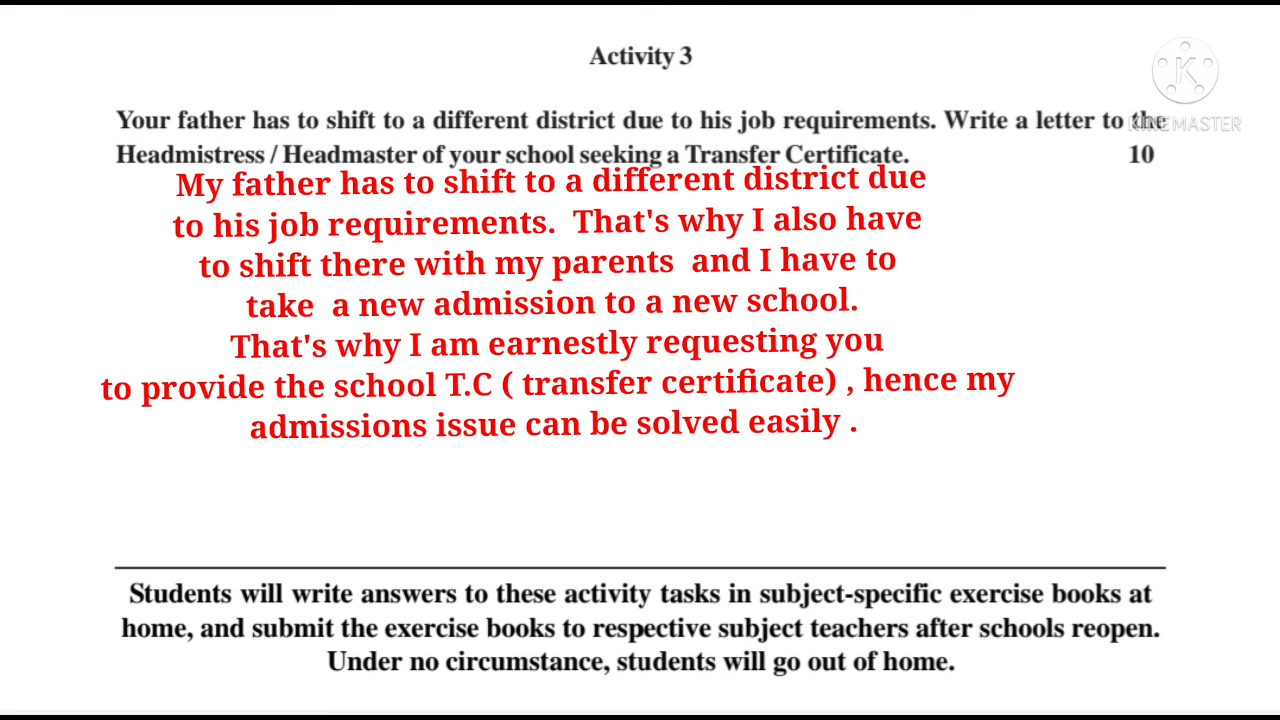 Activity 3
Your father has to shift to a different district due to his job requirements. Write a letter to the
Headmistress / Headmaster of your school seeking a Transfer Certificate. 10
My father has to shift to a different district due
to his job requirements. That's why I also have
to shift there with my parents and I have to
take a new admission to a new school.
That's why I am earnestly requesting you
to provide the school T.C ( transfer certificate) , hence my
admissions issue can be solved easily .
Students will write answers to these activity tasks in subject-specific exercise books at
home, and submit the exercise books to respective subject teachers after schools reopen.
Under no circumstance, students will go out of home.
K
KINEMASTER